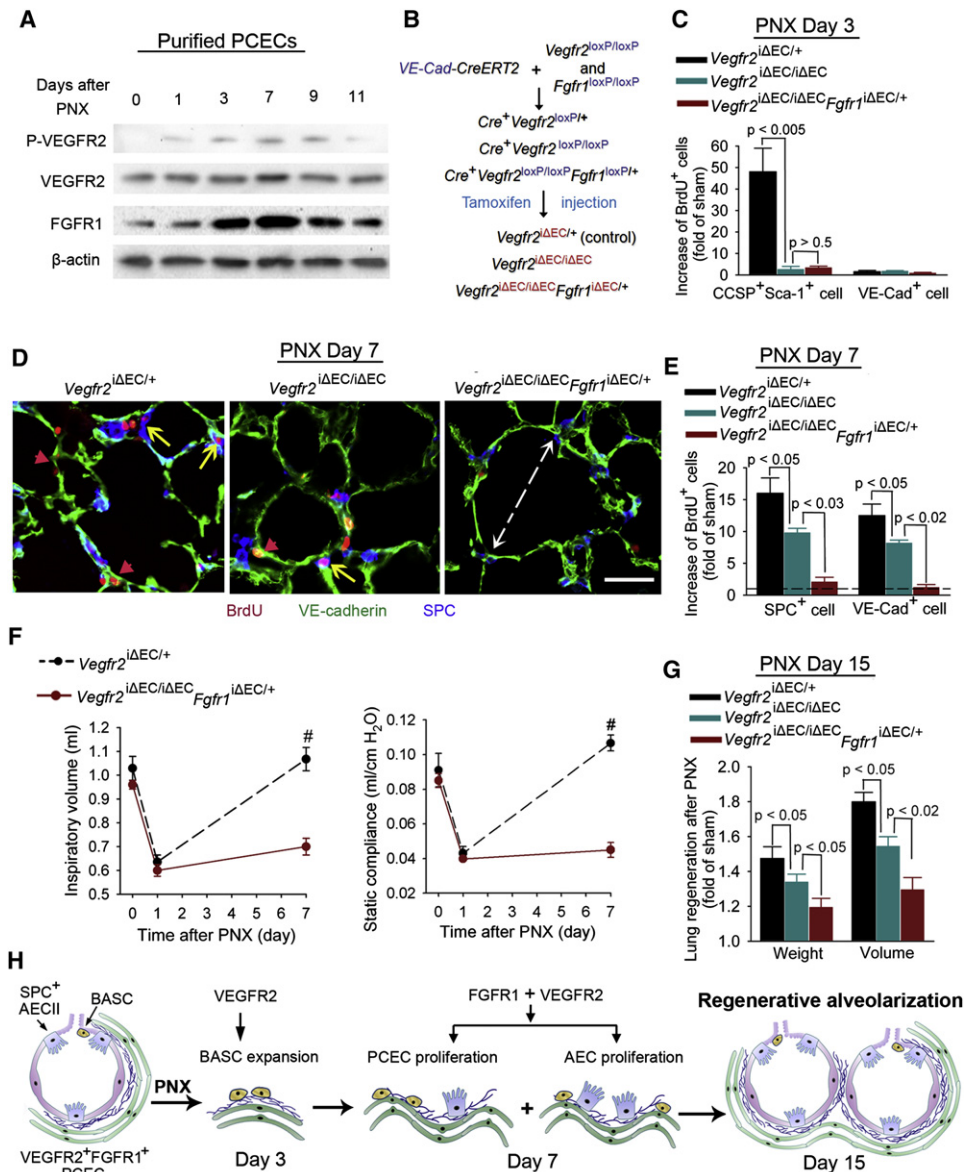 A
Purified PCECs
Days after PNX
0 1 3 7 9 11
P-VEGFR2
VEGFR2
FGFR1
β-actin
B
VE-Cad-CreERT2 + Vegfr2loxP/loxP
and
Fgfr1loxP/loxP
Cre+Vegfr2loxP/+
Cre+Vegfr2loxP/loxP
Cre+Vegfr2loxP/loxPFgfr1loxP/+
Tamoxifen injection
Vegfr2iΔEC/+ (control)
Vegfr2iΔEC/iΔEC
Vegfr2iΔEC/iΔECFgfr1iΔEC/+
C
PNX Day 3
Vegfr2iΔEC/+
Vegfr2iΔEC/iΔEC
Vegfr2iΔEC/iΔECFgfr1iΔEC/+
Increase of BrdU+ cells
(fold of sham)
60
50
40
30
20
10
0
p < 0.005
p > 0.5
CCSP+Sca-1+ cell VE-Cad+ cell
D
PNX Day 7
Vegfr2iΔEC/+ Vegfr2iΔEC/iΔEC Vegfr2iΔEC/iΔECFgfr1iΔEC/+
BrdU VE-cadherin SPC
E
PNX Day 7
Vegfr2iΔEC/+
Vegfr2iΔEC/iΔEC
Vegfr2iΔEC/iΔEC Fgfr1iΔEC/+
Increase of BrdU+ cells
(fold of sham)
20
15
10
5
0
p < 0.05
p < 0.03
p < 0.05
p < 0.02
SPC+ cell VE-Cad+ cell
F
Vegfr2iΔEC/+
Vegfr2iΔEC/iΔECFgfr1iΔEC/+
Inspiratory volume (ml)
1.2
1.1
1.0
0.9
0.8
0.7
0.6
0.5
#
0 1 2 3 4 5 6 7
Time after PNX (day)
Static compliance (ml/cm H2O)
0.12
0.10
0.08
0.06
0.04
0.02
#
0 1 2 3 4 5 6 7
Time after PNX (day)
G
PNX Day 15
Vegfr2iΔEC/+
Vegfr2iΔEC/iΔEC
Vegfr2iΔEC/iΔEC Fgfr1iΔEC/+
Lung regeneration after PNX
(fold of sham)
1.8
1.6
1.4
1.2
1.0
p < 0.05
p < 0.05
p < 0.05
p < 0.02
Weight Volume
H
SPC+
AECII
BASC
VEGFR2+FGFR1+
PCEC
PNX
VEGFR2
BASC expansion
Day 3
FGFR1 + VEGFR2
PCEC proliferation
+
AEC proliferation
Day 7
Regenerative alveolarization
Day 15